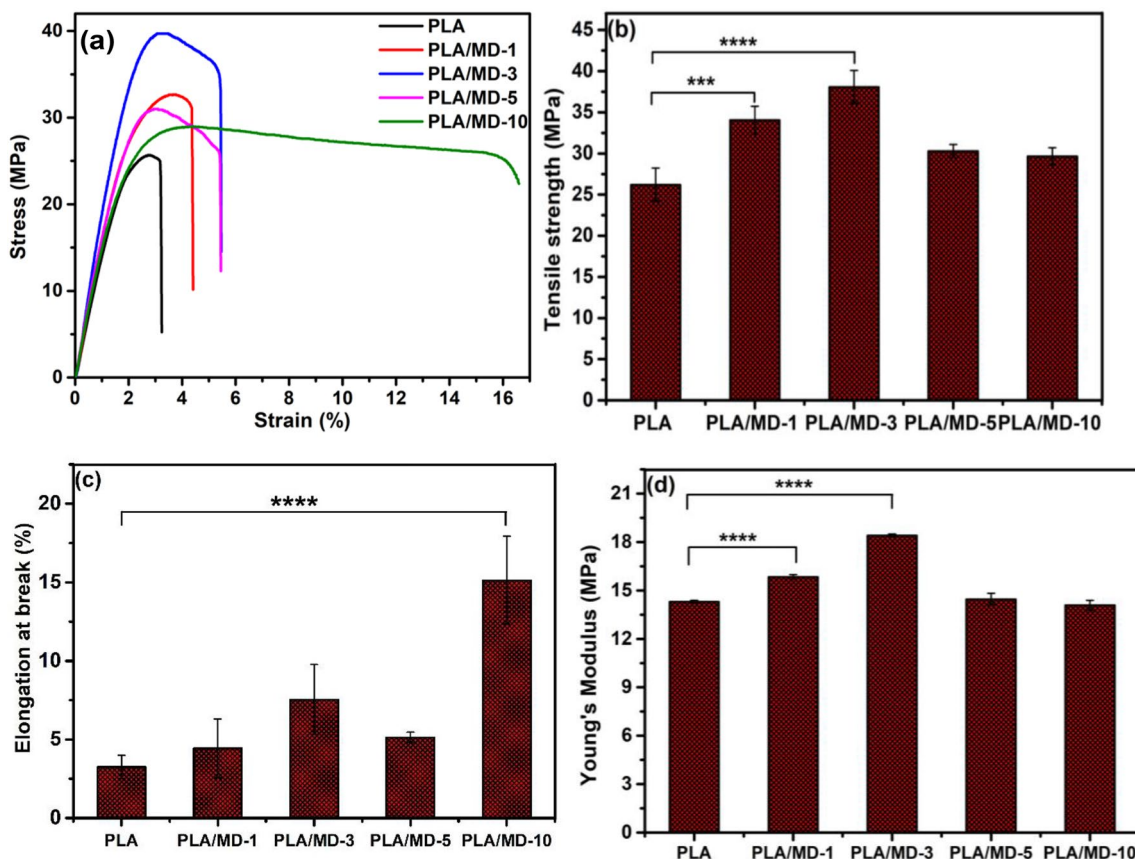 (a)
PLA
PLA/MD-1
PLA/MD-3
PLA/MD-5
PLA/MD-10
40
30
20
10
0
Stress (MPa)
0 2 4 6 8 10 12 14 16
Strain (%)
(b)
****
***
45
40
35
30
25
20
15
10
5
0
Tensile strength (MPa)
PLA PLA/MD-1 PLA/MD-3 PLA/MD-5 PLA/MD-10
(c)
****
20
15
10
5
0
Elongation at break (%)
PLA PLA/MD-1 PLA/MD-3 PLA/MD-5 PLA/MD-10
(d)
****
****
21
18
15
12
9
6
3
0
Young's Modulus (MPa)
PLA PLA/MD-1 PLA/MD-3 PLA/MD-5 PLA/MD-10